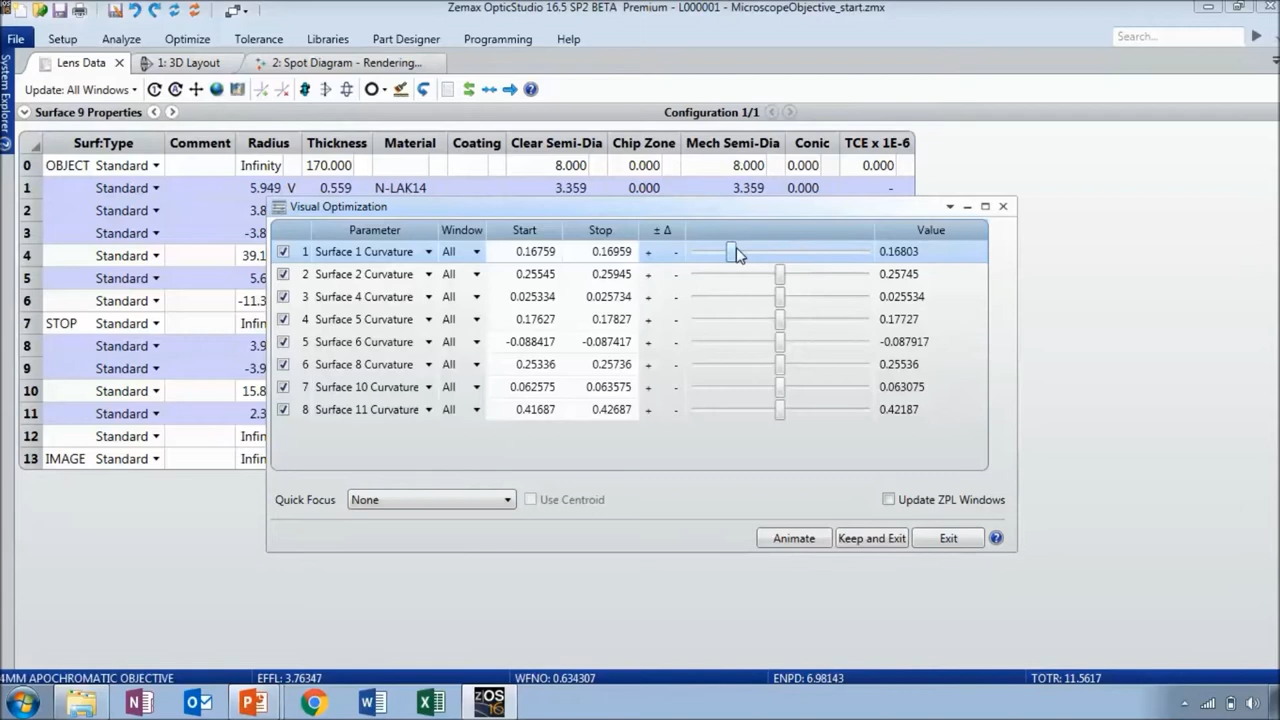 Zemax OpticStudio 16.5 SP2 BETA Premium - L000001 - MicroscopeObjective_start.zmx
File Setup Analyze Optimize Tolerance Libraries Part Designer Programming Help Search...
Lens Data 1: 3D Layout 2: Spot Diagram - Rendering...
System Explorer
Update: All Windows
Surface 9 Properties Configuration 1/1
Surf:Type Comment Radius Thickness Material Coating Clear Semi-Dia Chip Zone Mech Semi-Dia Conic TCE x 1E-6
0 OBJECT Standard Infinity 170.000 8.000 0.000 8.000 0.000 0.000
1 Standard 5.949 V 0.559 N-LAK14 3.359 0.000 3.359 0.000 -
2 Standard 3.8
3 Standard -3.8
4 Standard 39.1
5 Standard 5.6
6 Standard -11.3
7 STOP Standard Infin
8 Standard 3.9
9 Standard -3.9
10 Standard 15.8
11 Standard 2.3
12 Standard Infin
13 IMAGE Standard Infin
Visual Optimization
Parameter Window Start Stop ± Δ Value
1 Surface 1 Curvature All 0.16759 0.16959 + - 0.16803
2 Surface 2 Curvature All 0.25545 0.25945 + - 0.25745
3 Surface 4 Curvature All 0.025334 0.025734 + - 0.025534
4 Surface 5 Curvature All 0.17627 0.17827 + - 0.17727
5 Surface 6 Curvature All -0.088417 -0.087417 + - -0.087917
6 Surface 8 Curvature All 0.25336 0.25736 + - 0.25536
7 Surface 10 Curvature All 0.062575 0.063575 + - 0.063075
8 Surface 11 Curvature All 0.41687 0.42687 + - 0.42187
Quick Focus None Use Centroid Update ZPL Windows
Animate Keep and Exit Exit
4MM APOCHROMATIC OBJECTIVE EFFL: 3.76347 WFNO: 0.634307 ENPD: 6.98143 TOTR: 11.5617